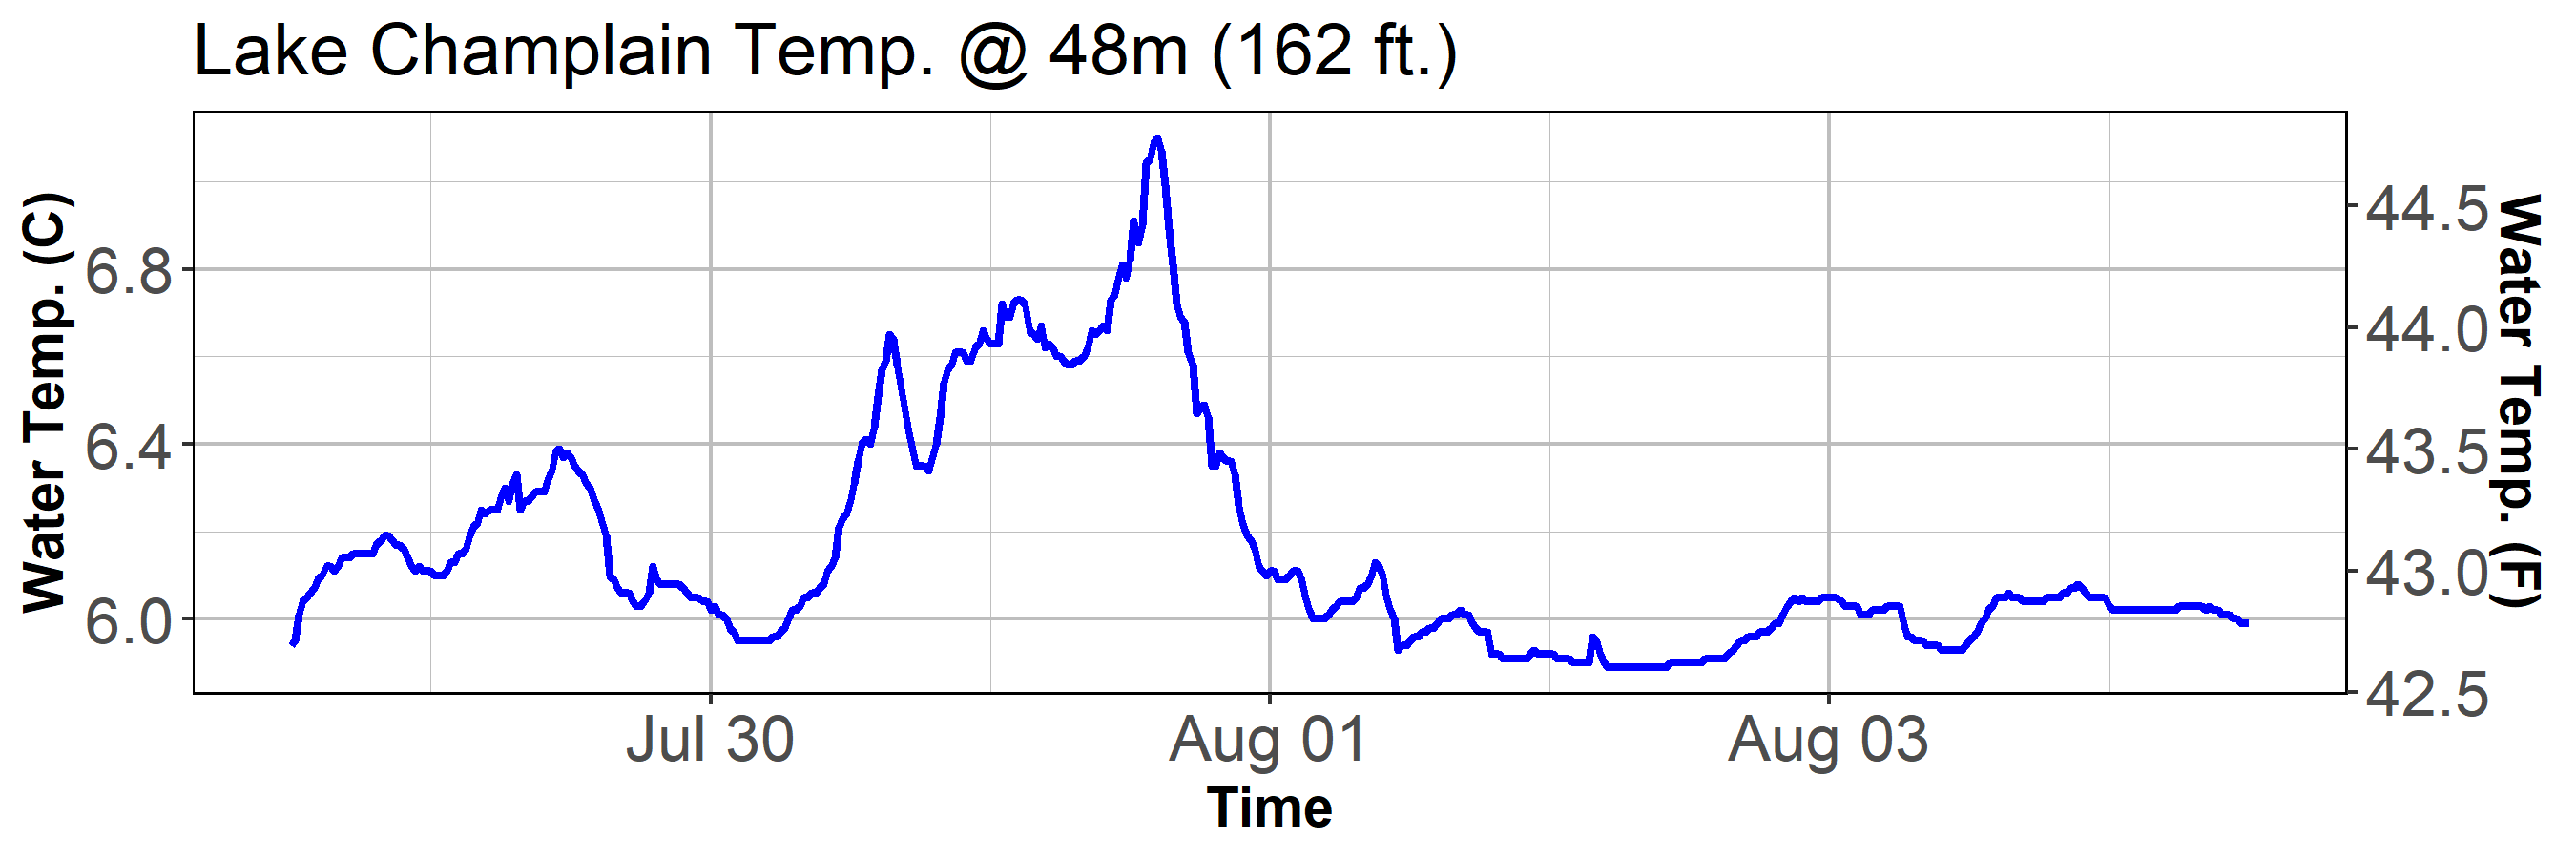 Lake Champlain Temp. @ 48m (162 ft.)
Water Temp. (C)
6.8
6.4
6.0
44.5
44.0
43.5
43.0
42.5
Water Temp. (F)
Jul 30
Aug 01
Aug 03
Time